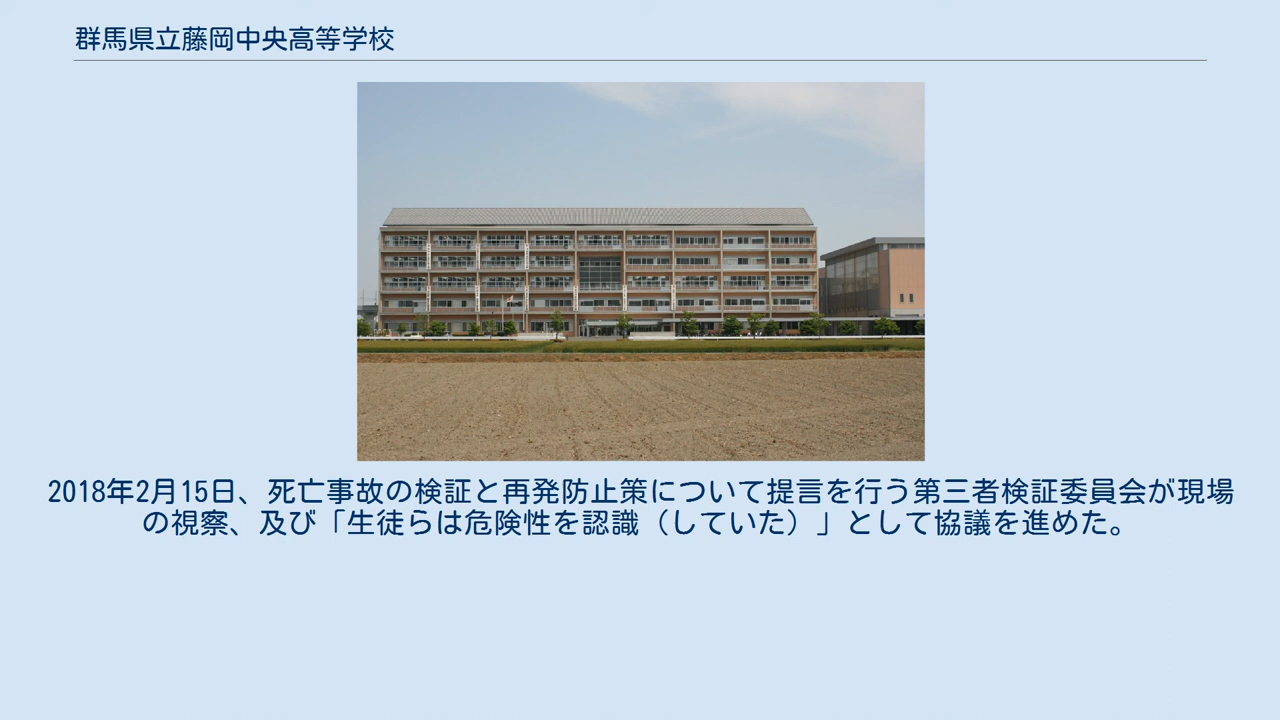 群馬県立藤岡中央高等学校
2018年2月15日、死亡事故の検証と再発防止策について提言を行う第三者検証委員会が現場
の視察、及び「生徒らは危険性を認識（していた）」として協議を進めた。